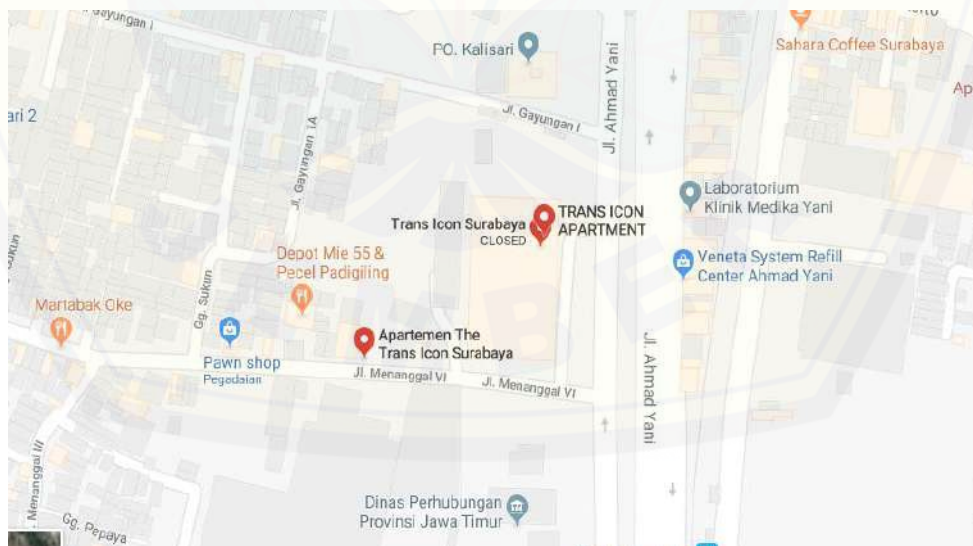 Gayungan I
PO. Kalisari
Jl. Ahmad Yani
Sahara Coffee Surabaya
Ap
ari 2
Jl. Gayungan I
Jl. Gayungan 1A
Laboratorium
Klinik Medika Yani
Trans Icon Surabaya
CLOSED
TRANS ICON
APARTMENT
Sukun
Gg. Sukun
Depot Mie 55 &
Pecel Padigiling
Veneta System Refill
Center Ahmad Yani
Martabak Oke
Pawn shop
Pegadaian
Apartemen The
Trans Icon Surabaya
Jl. Menanggal VI
Jl. Menanggal VI
Jl. Ahmad Yani
. Menanggal III
Gg. Pepaya
Dinas Perhubungan
Provinsi Jawa Timur